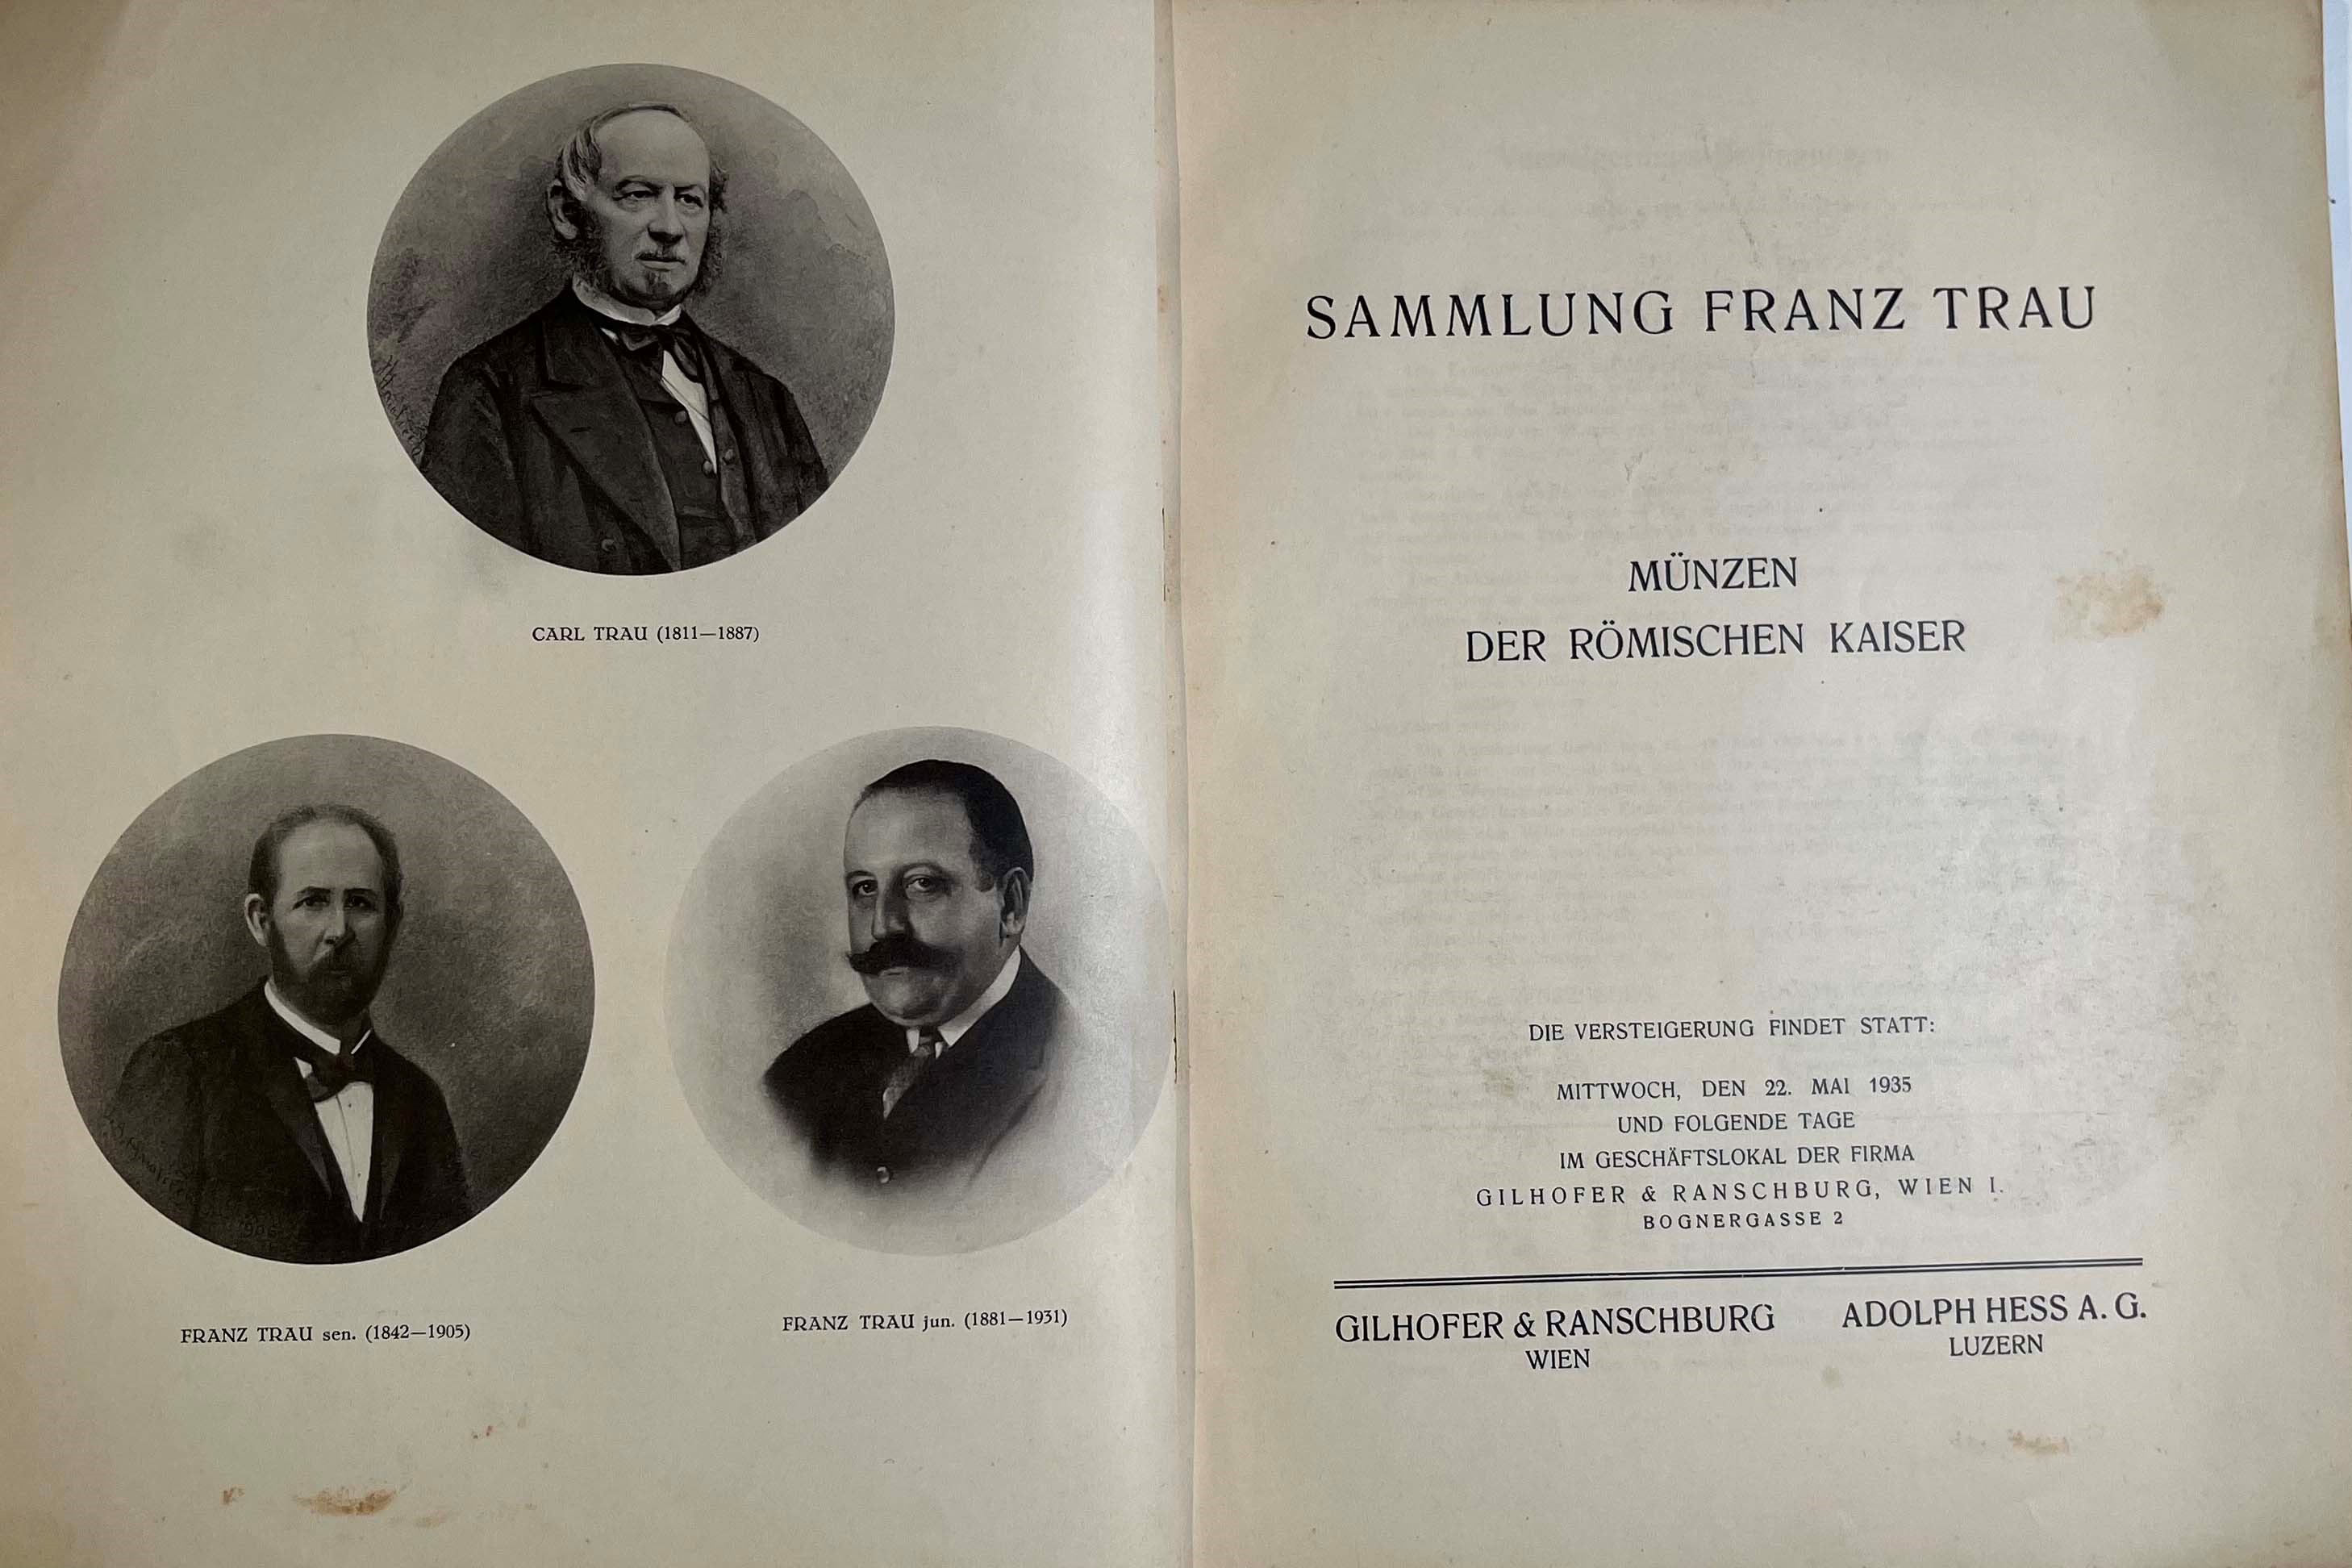 CARL TRAU (1811—1887)
FRANZ TRAU sen. (1842—1905)
FRANZ TRAU jun. (1881—1931)
SAMMLUNG FRANZ TRAU
MÜNZEN
DER RÖMISCHEN KAISER
DIE VERSTEIGERUNG FINDET STATT:
MITTWOCH, DEN 22. MAI 1935
UND FOLGENDE TAGE
IM GESCHÄFTSLOKAL DER FIRMA
GILHOFER & RANSCHBURG, WIEN I.
BOGNERGASSE 2
GILHOFER & RANSCHBURG
WIEN
ADOLPH HESS A. G.
LUZERN